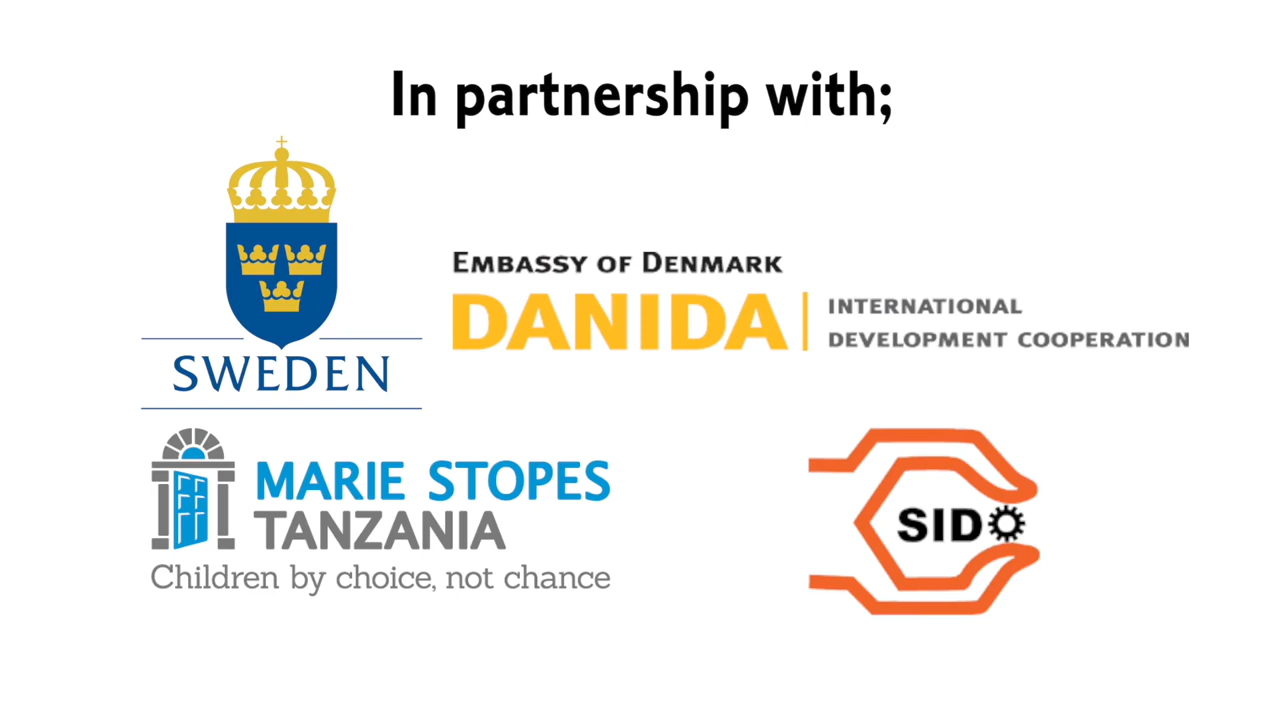 In partnership with;
SWEDEN
EMBASSY OF DENMARK
DANIDA
INTERNATIONAL
DEVELOPMENT COOPERATION
MARIE STOPES
TANZANIA
Children by choice, not chance
SIDO